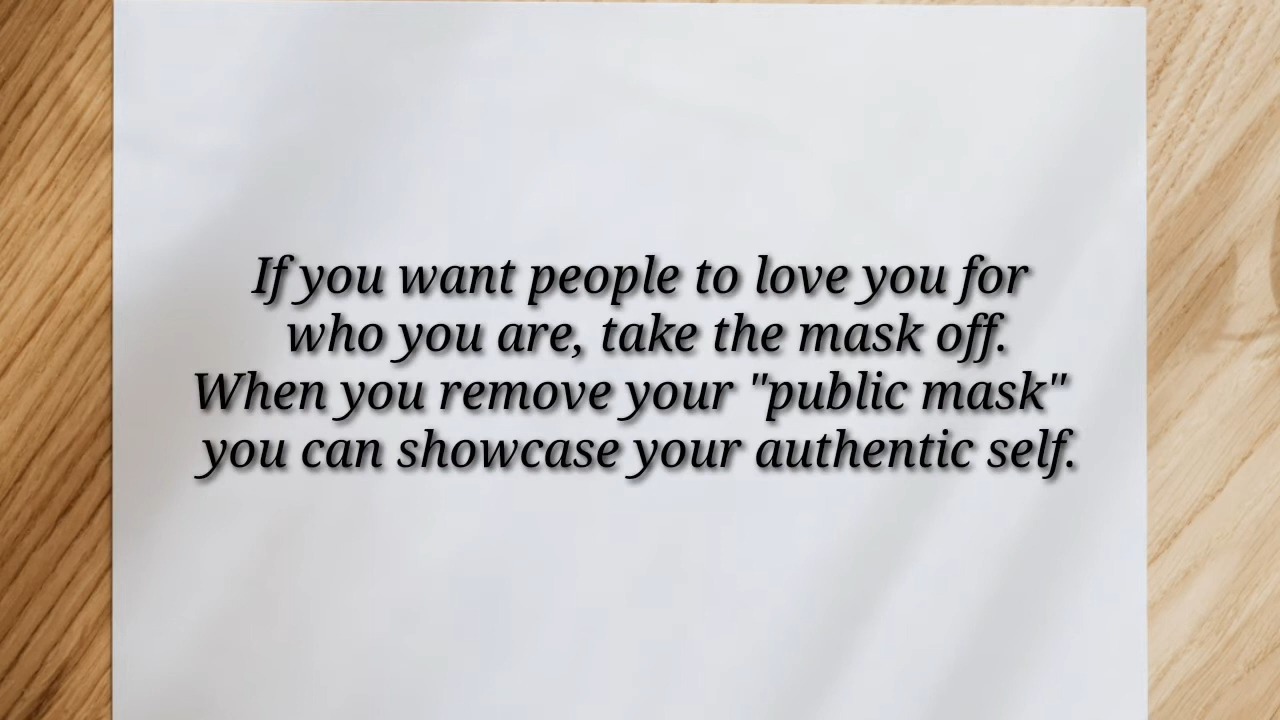 If you want people to love you for
who you are, take the mask off.
When you remove your "public mask"
you can showcase your authentic self.